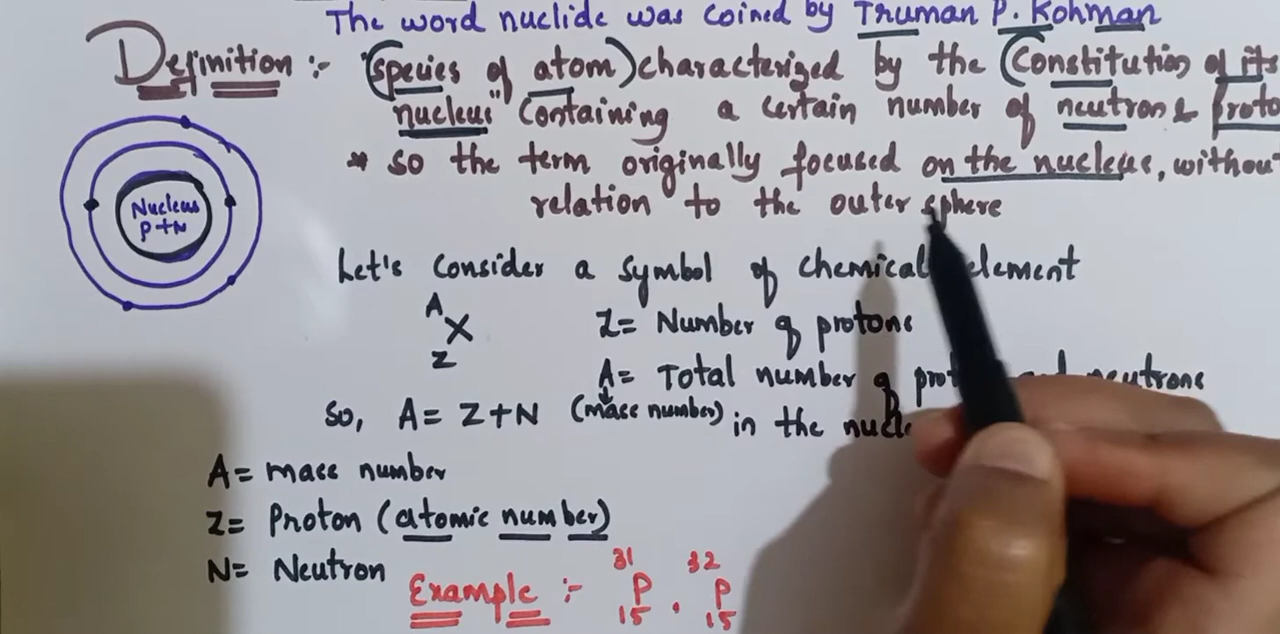 The word nuclide was coined by Truman P. Kohman
Definition :- "(species of atom) characterized by the (Constitution of its
nucleus" Containing a certain number of neutron &
* so the term originally focused on the nucleus,
relation to the outer sphere
Nucleus
P+N
Let's Consider a symbol of chemical element
A
X
Z
Z= Number of protons
A= Total number of neutrons
(mass number) in the
so, A= Z+N
A= mass number
Z= Proton (atomic number)
N= Neutron
Example :- 31 P 15 , 32 P 15